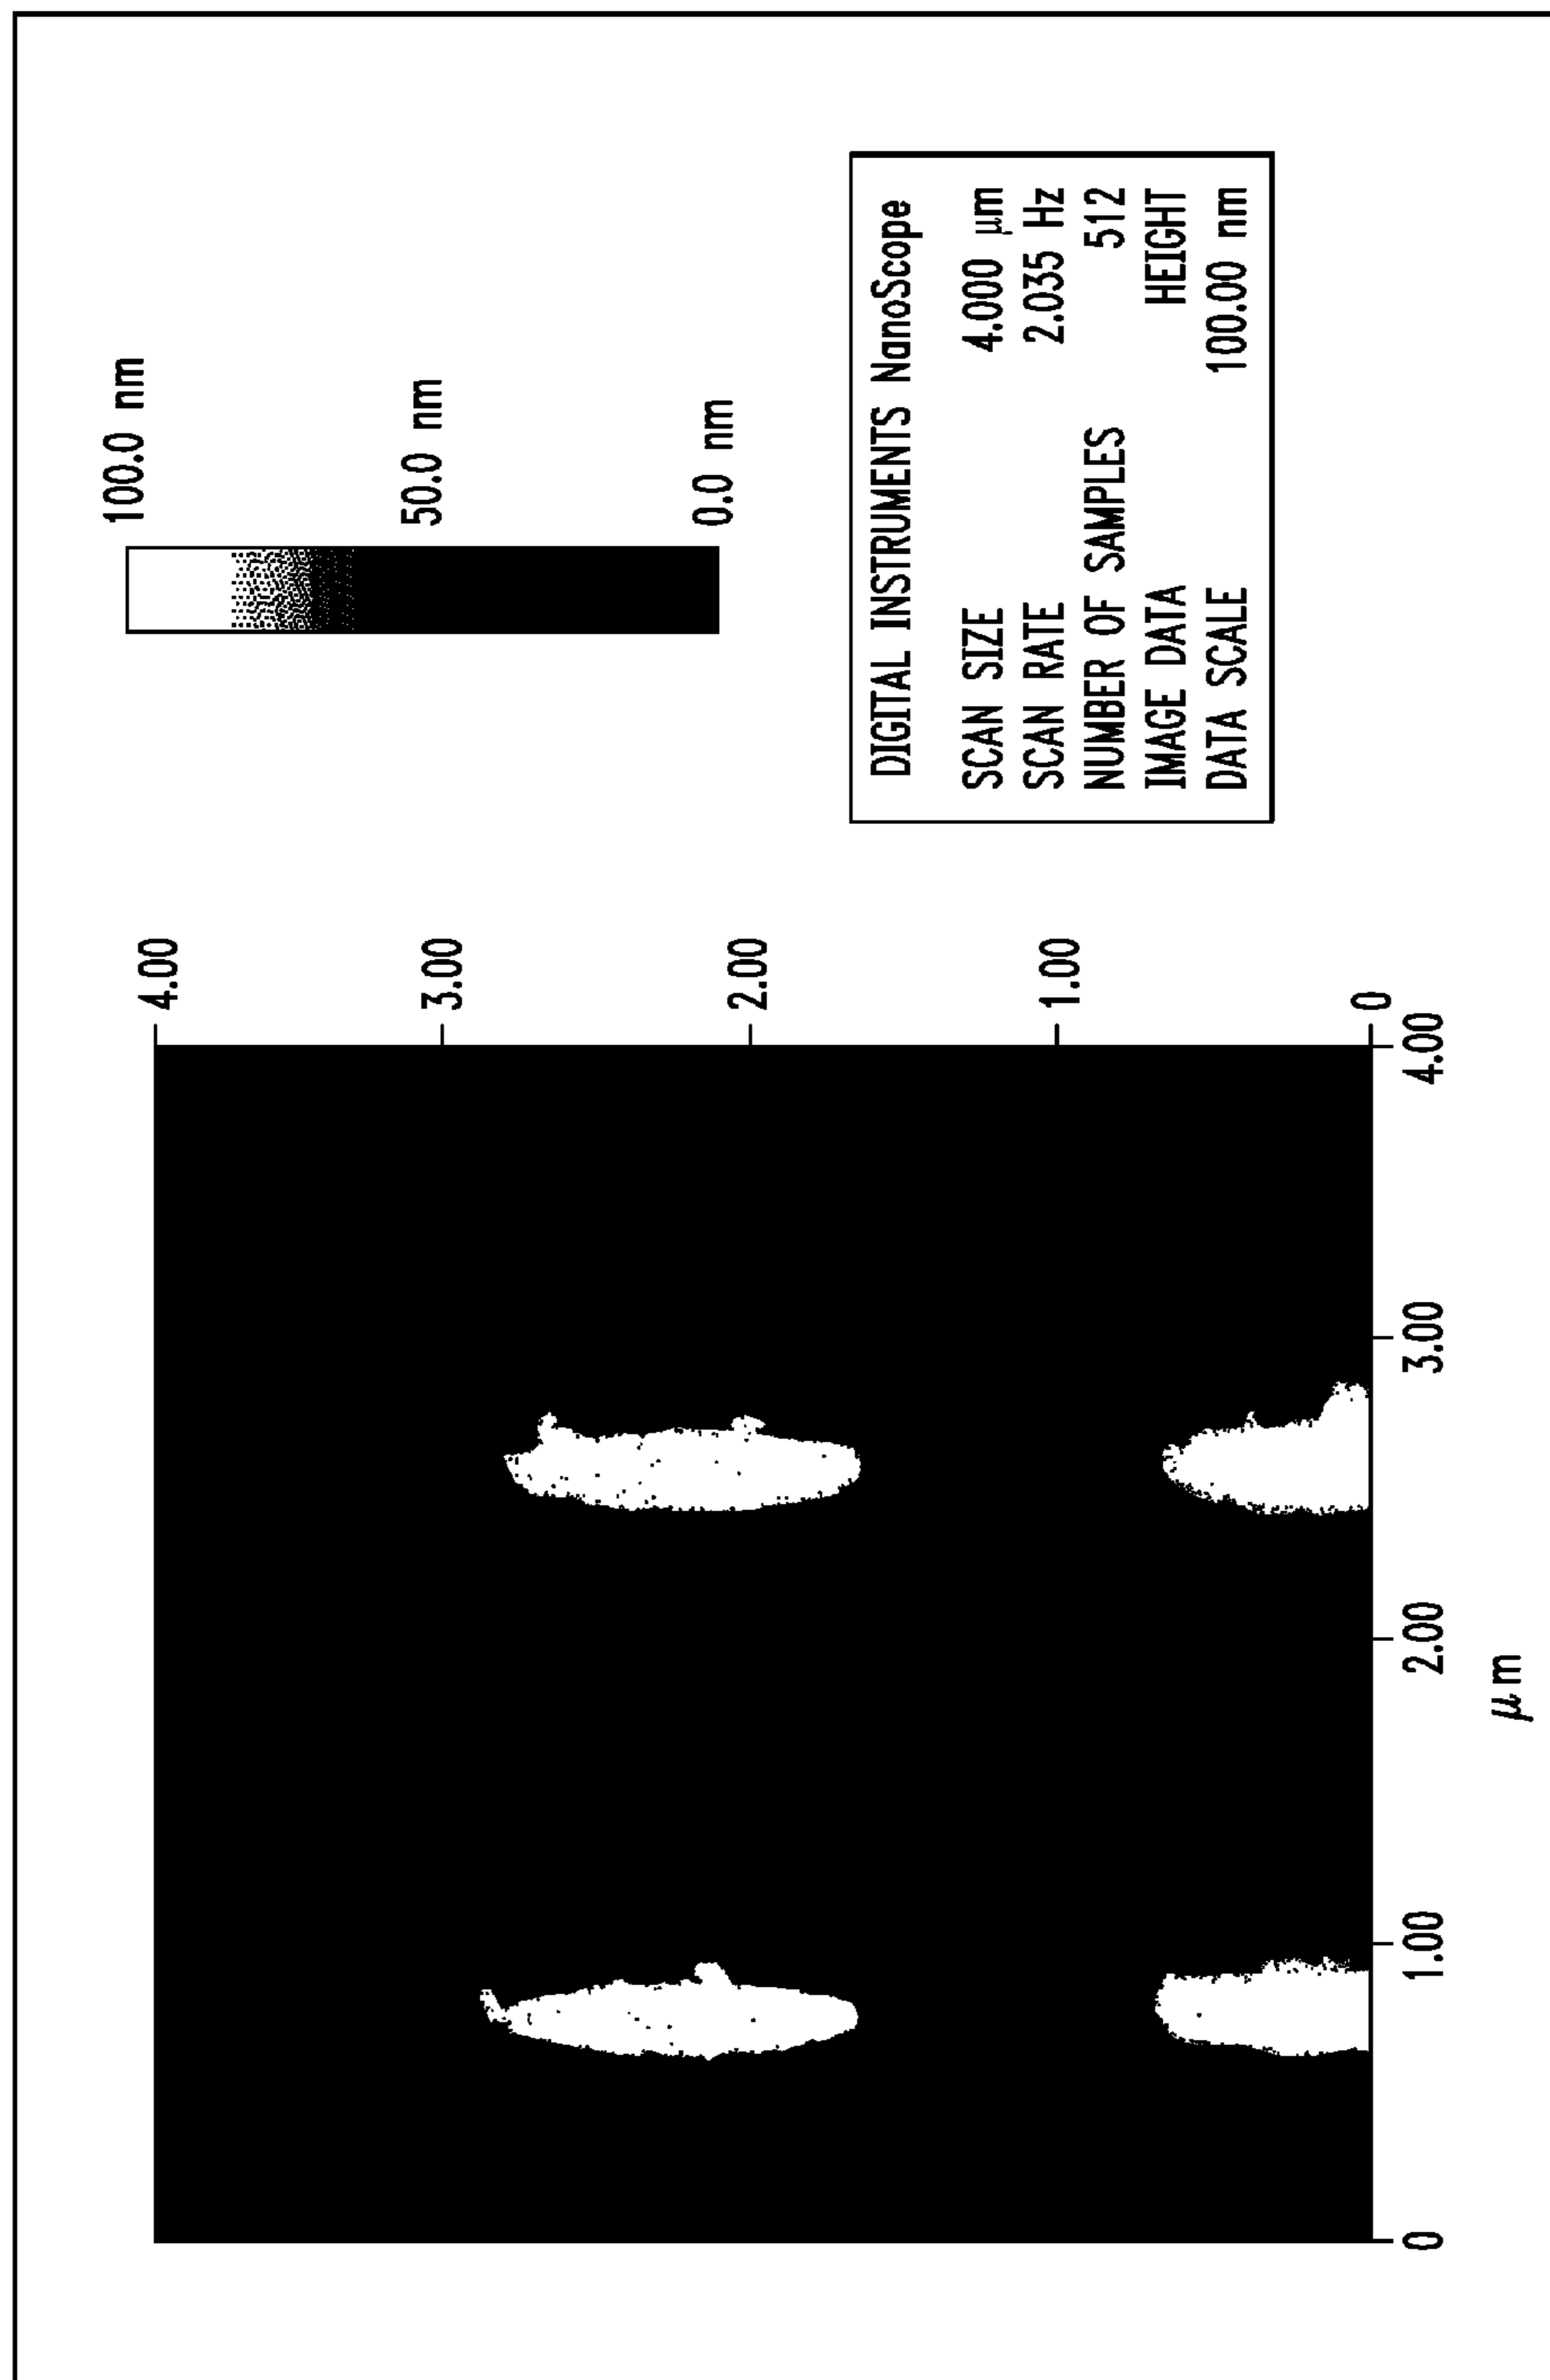 100.0 nm
50.0 nm
0.0 nm
DIGITAL INSTRUMENTS NanoScope
SCAN SIZE 4.000 μm
SCAN RATE 2.035 Hz
NUMBER OF SAMPLES 512
IMAGE DATA HEIGHT
DATA SCALE 100.00 nm
4.00
3.00
2.00
1.00
0
0 1.00 2.00 3.00 4.00
μm